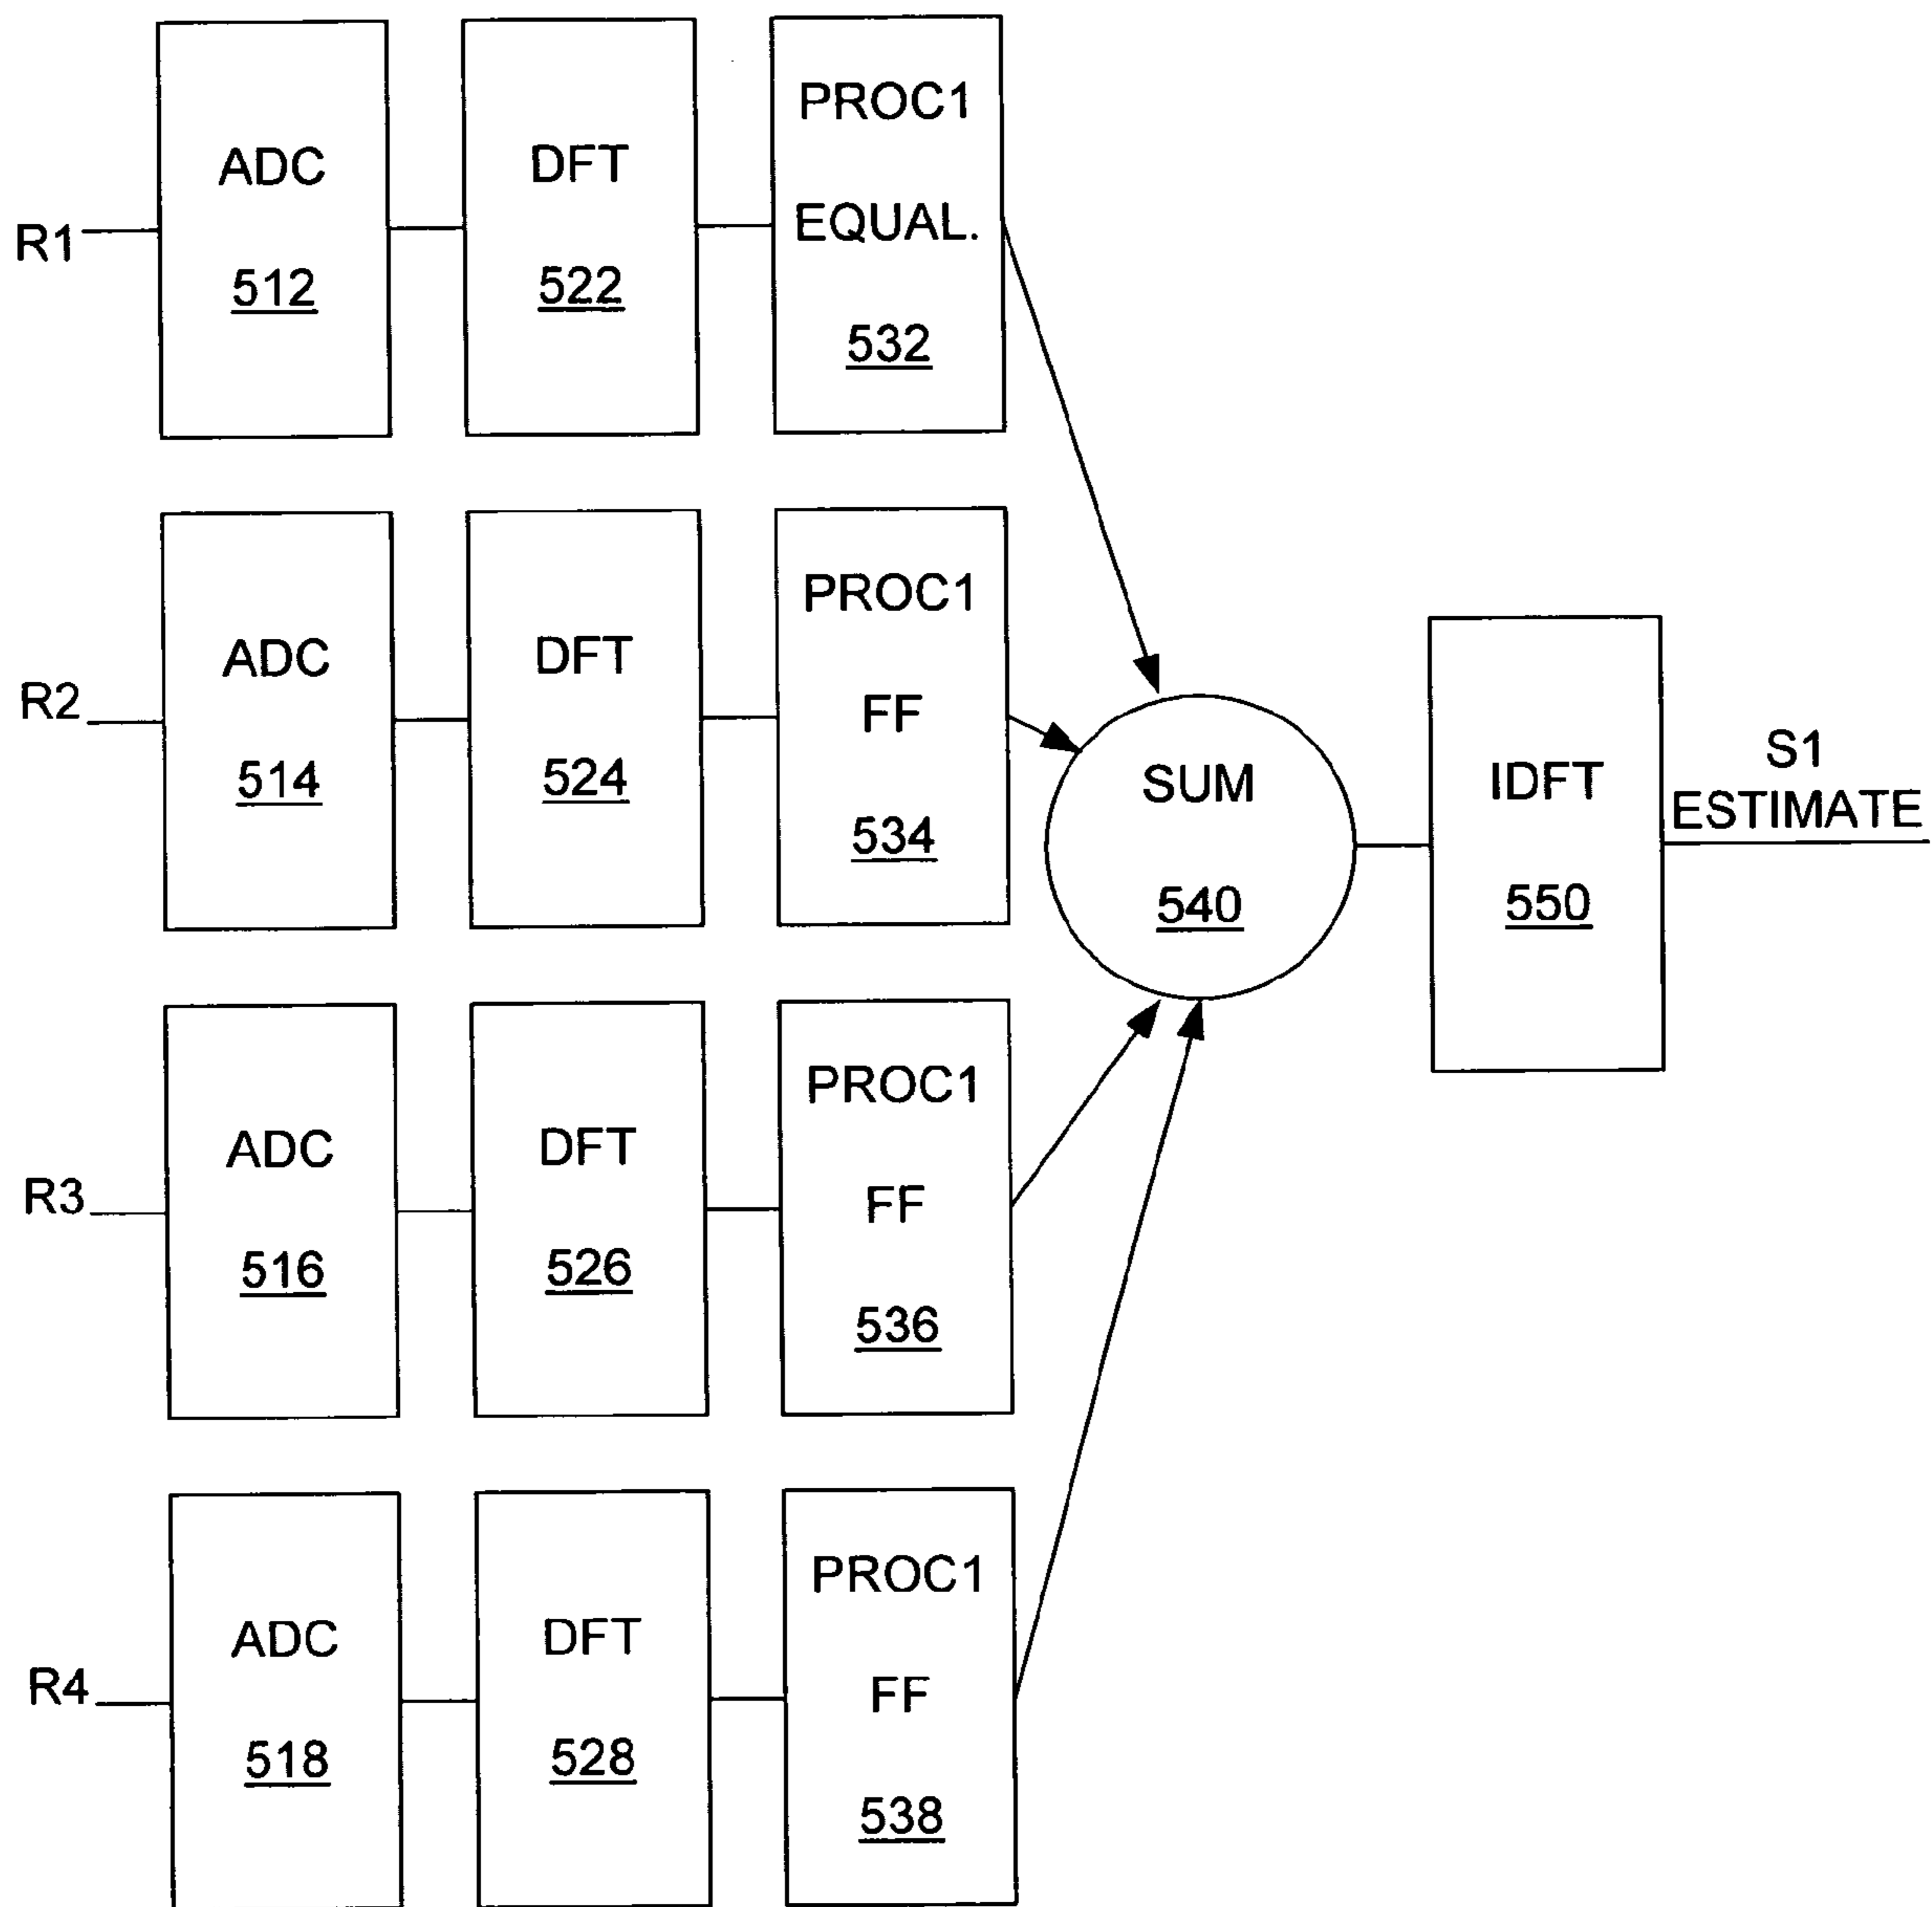 R1
ADC
512
DFT
522
PROC1
EQUAL.
532
R2
ADC
514
DFT
524
PROC1
FF
534
SUM
540
IDFT
550
S1
ESTIMATE
R3
ADC
516
DFT
526
PROC1
FF
536
R4
ADC
518
DFT
528
PROC1
FF
538